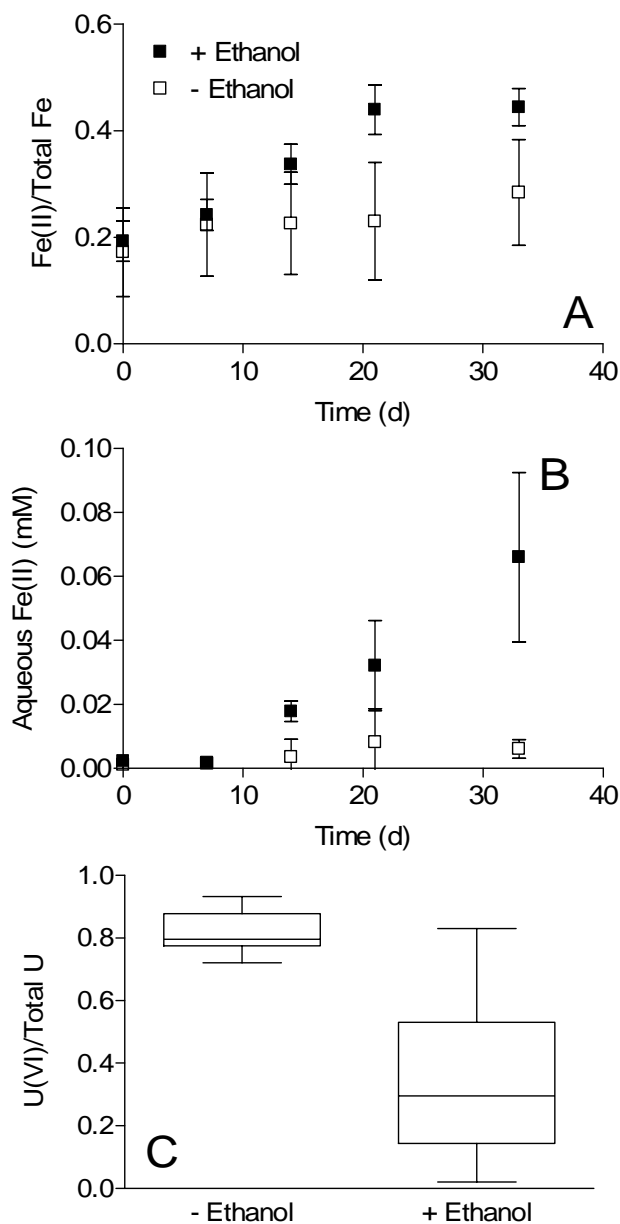 0.6
+ Ethanol
- Ethanol
0.4
0.2
0.0
Fe(II)/Total Fe
A
0 10 20 30 40
Time (d)
0.10
B
0.08
0.06
0.04
0.02
0.00
Aqueous Fe(II) (mM)
0 10 20 30 40
Time (d)
1.0
0.8
0.6
0.4
0.2
0.0
U(VI)/Total U
C
- Ethanol + Ethanol